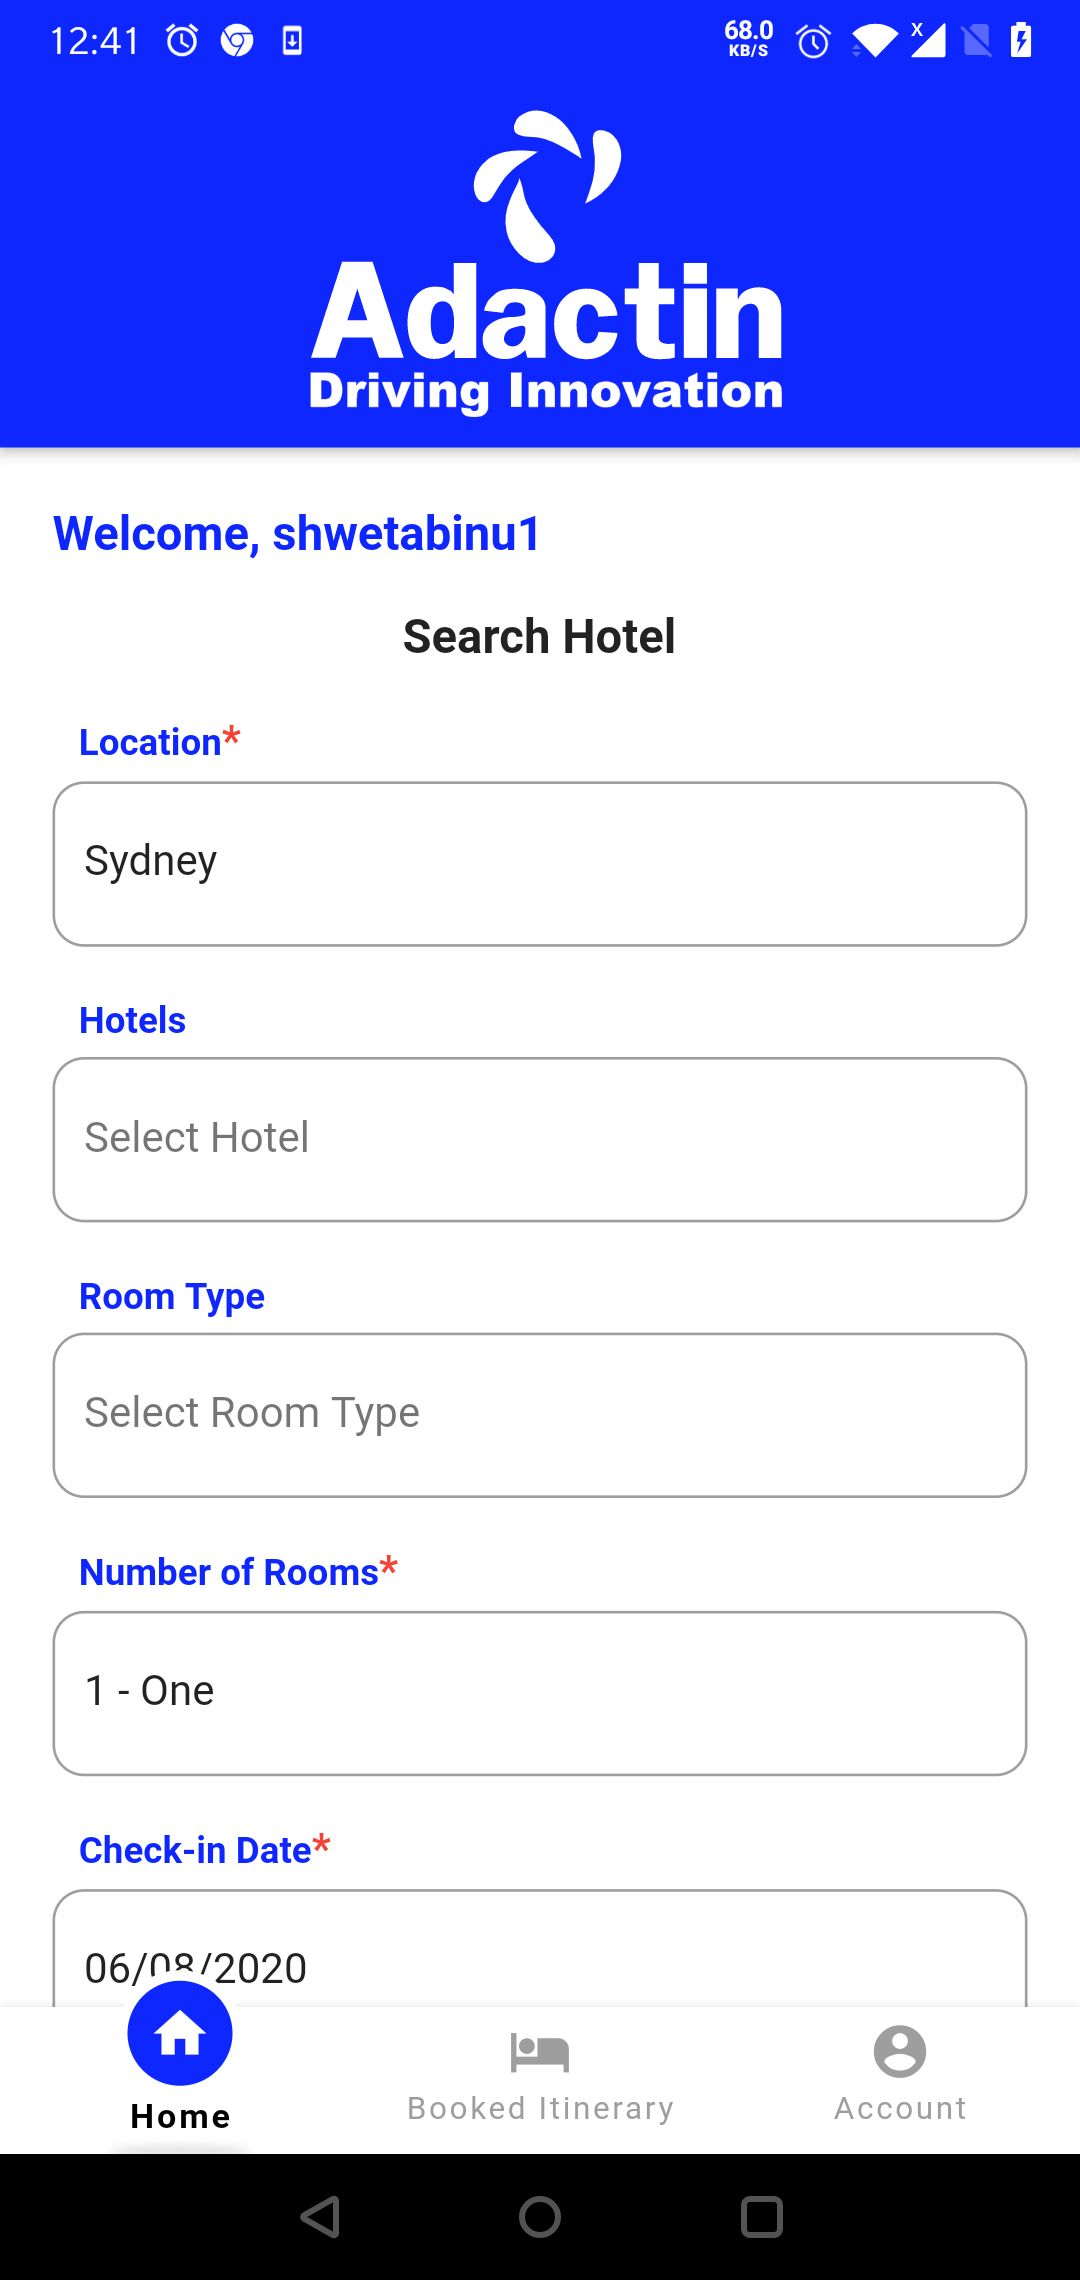 12:41
68.0
KB/S
X
Adactin
Driving Innovation
Welcome, shwetabinu1
Search Hotel
Location*
Sydney
Hotels
Select Hotel
Room Type
Select Room Type
Number of Rooms*
1 - One
Check-in Date*
06/08/2020
Home
Booked Itinerary
Account